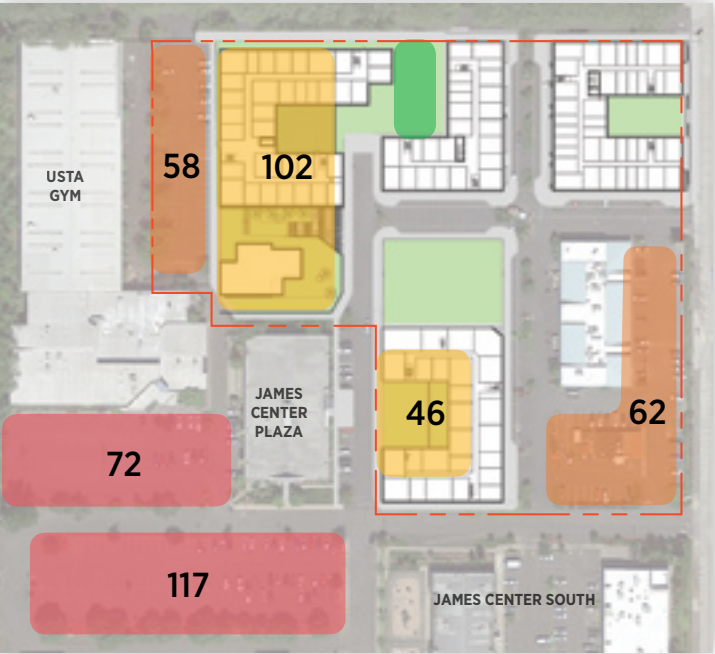 58
102
USTA
GYM
JAMES
CENTER
PLAZA
46
62
72
117
JAMES CENTER SOUTH